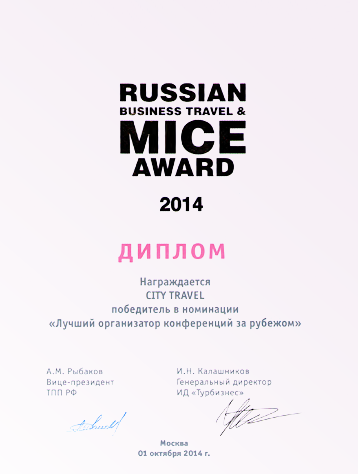 RUSSIAN
BUSINESS TRAVEL &
MICE
AWARD
2014
ДИПЛОМ
Награждается
CITY TRAVEL
победитель в номинации
«Лучший организатор конференций за рубежом»
А.М. Рыбаков
Вице-президент
ТПП РФ
И.Н. Калашников
Генеральный директор
ИД «Турбизнес»
Москва
01 октября 2014 г.